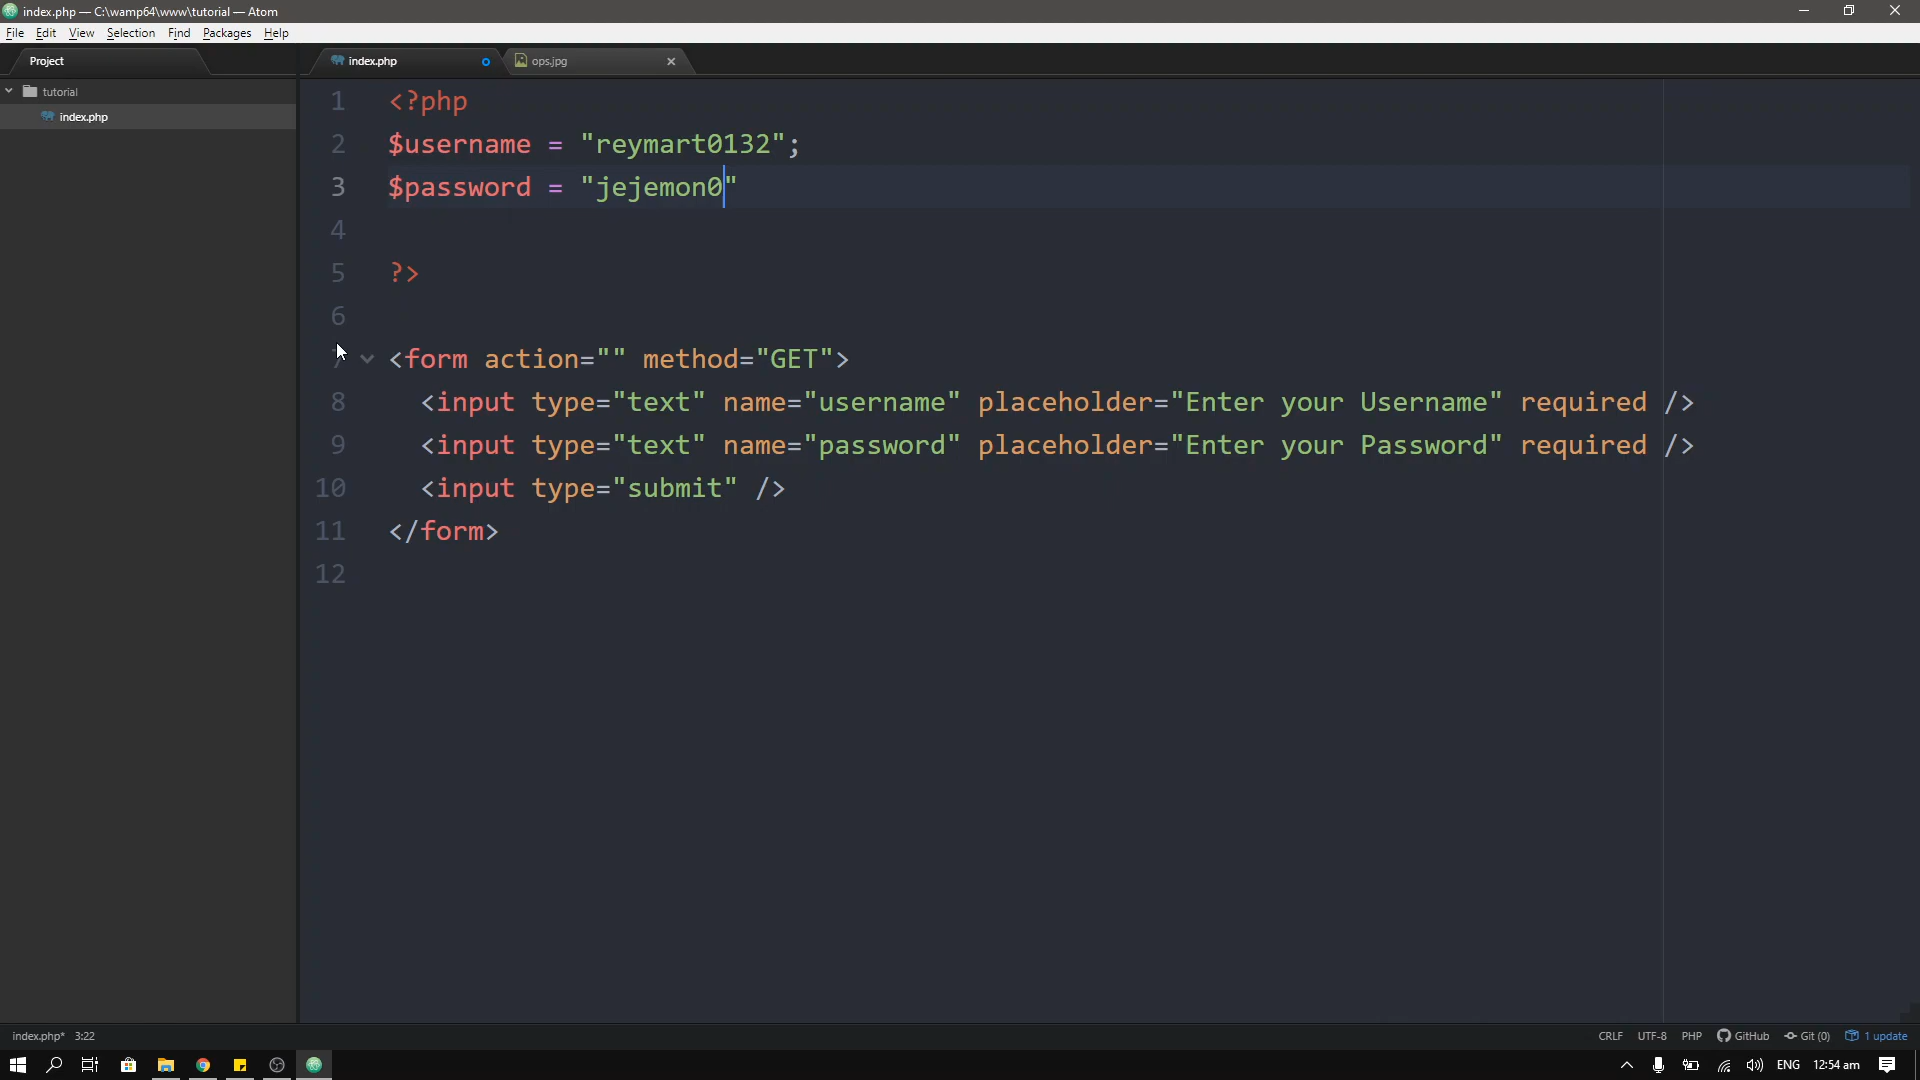 index.php — C:\wamp64\www\tutorial — Atom
File Edit View Selection Find Packages Help
Project
index.php
ops.jpg
tutorial
index.php
1 <?php
2 $username = "reymart0132";
3 $password = "jejemon0"
4
5 ?>
6
7 <form action="" method="GET">
8 <input type="text" name="username" placeholder="Enter your Username" required />
9 <input type="text" name="password" placeholder="Enter your Password" required />
10 <input type="submit" />
11 </form>
12
index.php* 3:22
CRLF UTF-8 PHP GitHub Git (0) 1 update
ENG 12:54 am